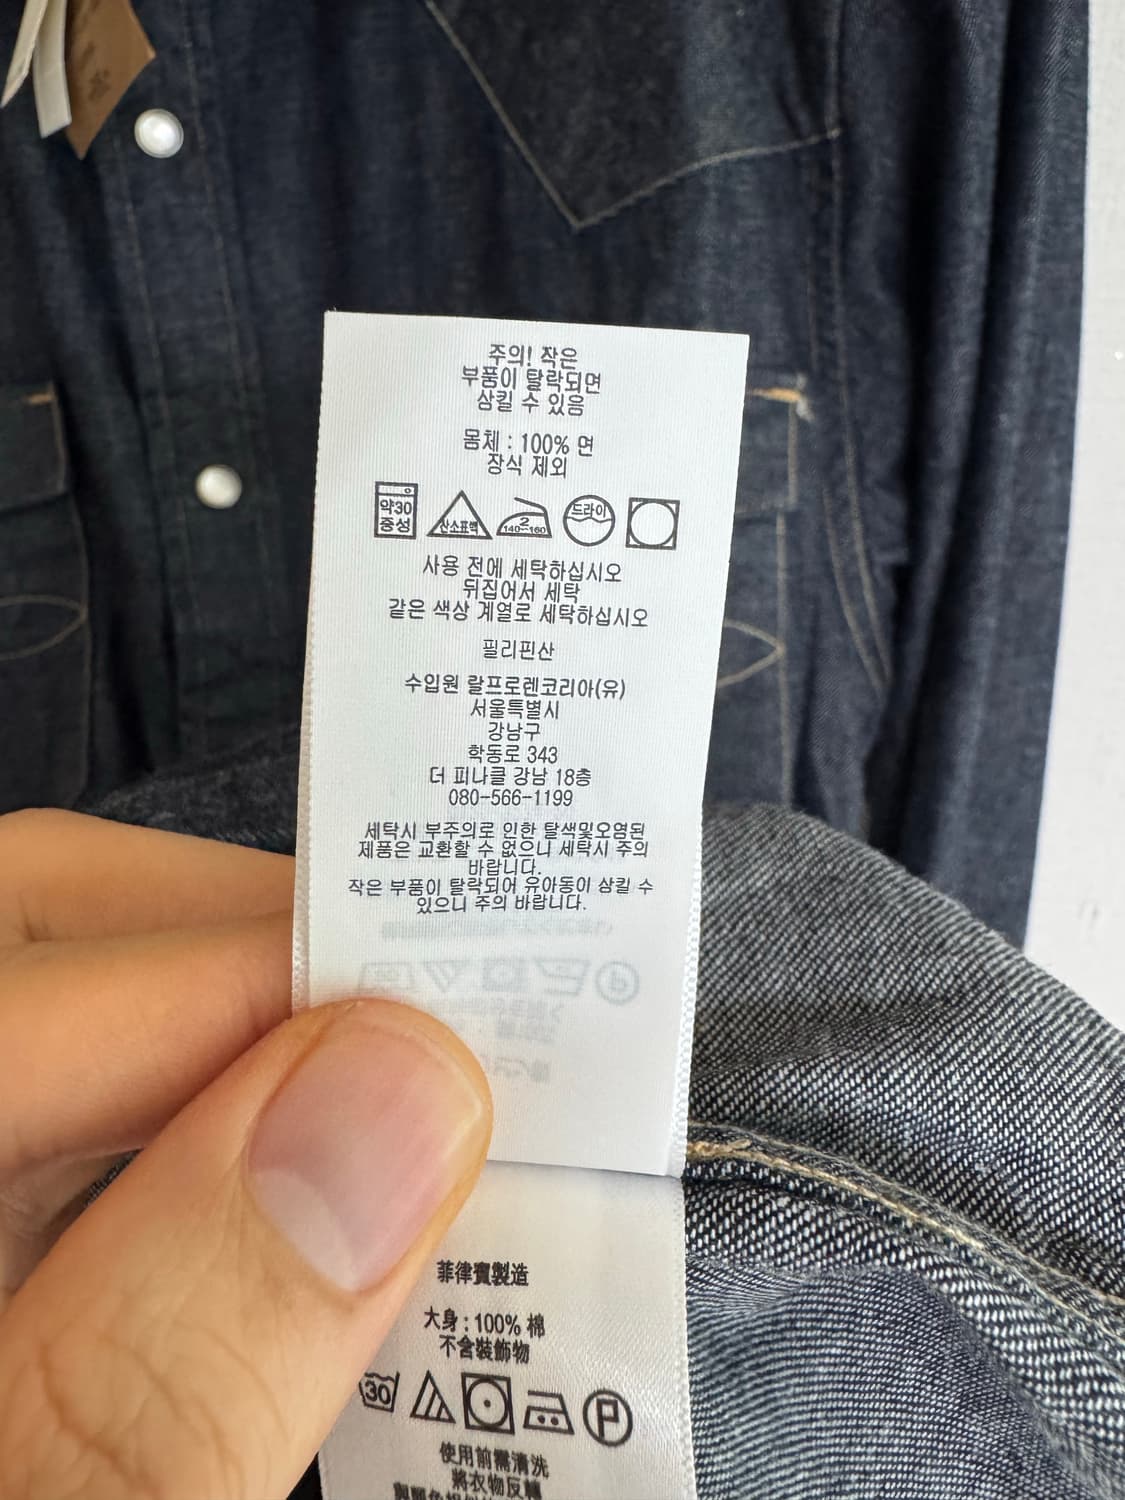 주의! 작은
부품이 탈락되면
삼킬 수 있음
몸체 : 100% 면
장식 제외
약30
중성
산소표백
2
140~160
드라이
사용 전에 세탁하십시오
뒤집어서 세탁
같은 색상 계열로 세탁하십시오
필리핀산
수입원 랄프로렌코리아(유)
서울특별시
강남구
학동로 343
더 피나클 강남 18층
080-566-1199
세탁시 부주의로 인한 탈색및오염된
제품은 교환할 수 없으니 세탁시 주의
바랍니다.
작은 부품이 탈락되어 유아동이 삼킬 수
있으니 주의 바랍니다.
菲律賓製造
大身 : 100% 棉
不含裝飾物
30
P
使用前需清洗
將衣物反轉